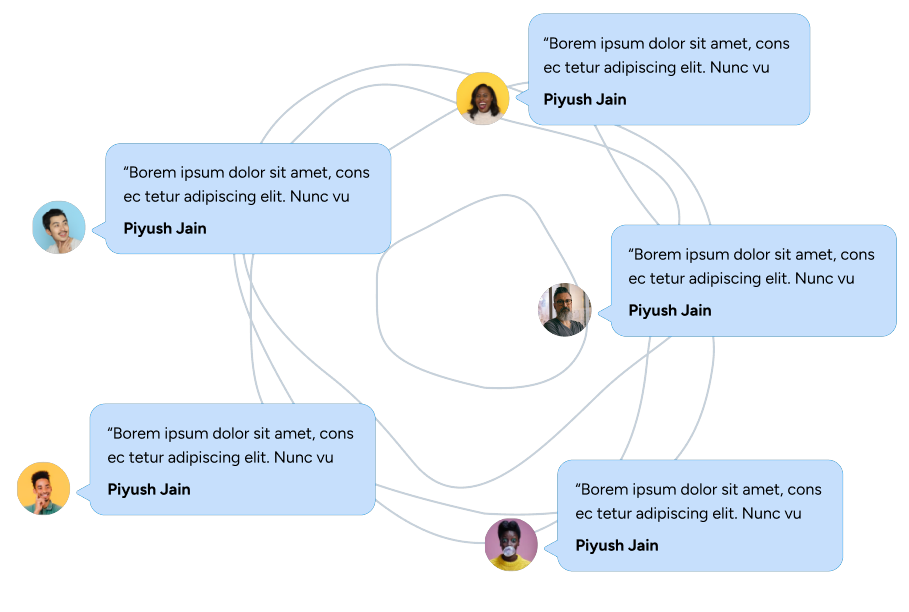 “Borem ipsum dolor sit amet, cons
ec tetur adipiscing elit. Nunc vu
Piyush Jain
“Borem ipsum dolor sit amet, cons
ec tetur adipiscing elit. Nunc vu
Piyush Jain
“Borem ipsum dolor sit amet, cons
ec tetur adipiscing elit. Nunc vu
Piyush Jain
“Borem ipsum dolor sit amet, cons
ec tetur adipiscing elit. Nunc vu
Piyush Jain
“Borem ipsum dolor sit amet, cons
ec tetur adipiscing elit. Nunc vu
Piyush Jain